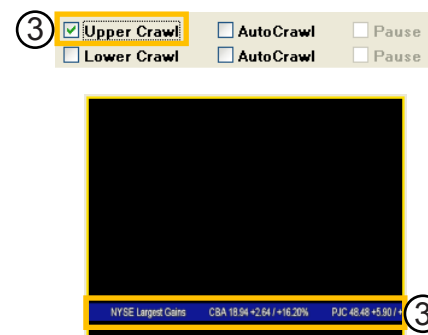 ③ Upper Crawl AutoCrawl Pause
Lower Crawl AutoCrawl Pause
NYSE Largest Gains CBA 18.94 +2.64 / +16.20% PJC 48.48 +5.90 / + ③